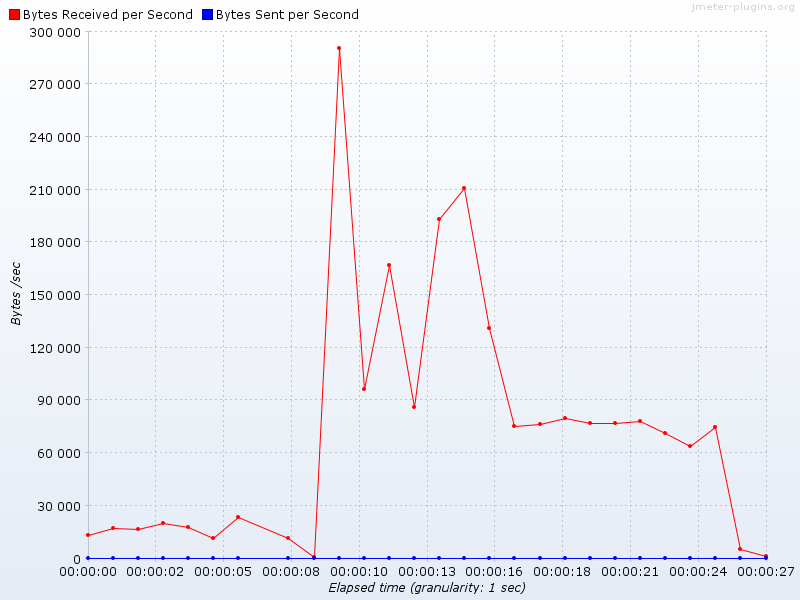 jmeter-plugins.org
Bytes Received per Second Bytes Sent per Second
300 000
270 000
240 000
210 000
180 000
150 000
120 000
90 000
60 000
30 000
0
Bytes /sec
00:00:00 00:00:02 00:00:05 00:00:08 00:00:10 00:00:13 00:00:16 00:00:18 00:00:21 00:00:24 00:00:27
Elapsed time (granularity: 1 sec)